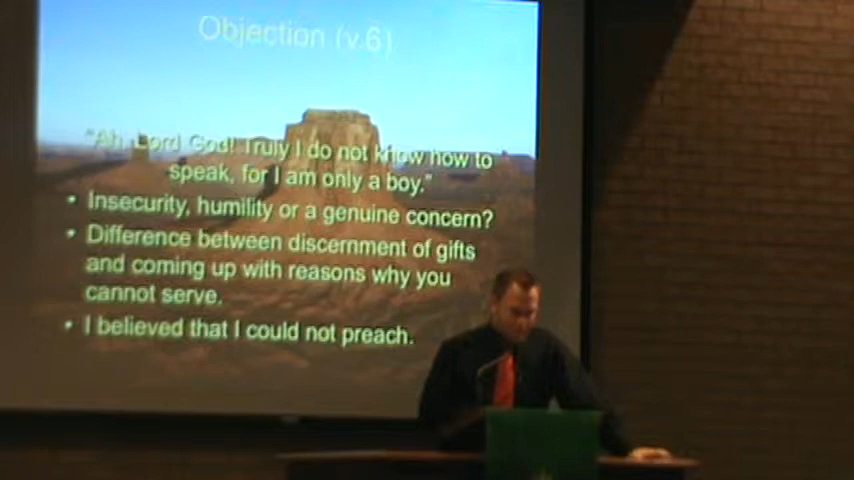 Objection (v.6)
"Ah, Lord God! Truly I do not know how to
speak, for I am only a boy."
• Insecurity, humility or a genuine concern?
• Difference between discernment of gifts
and coming up with reasons why you
cannot serve.
• I believed that I could not preach.